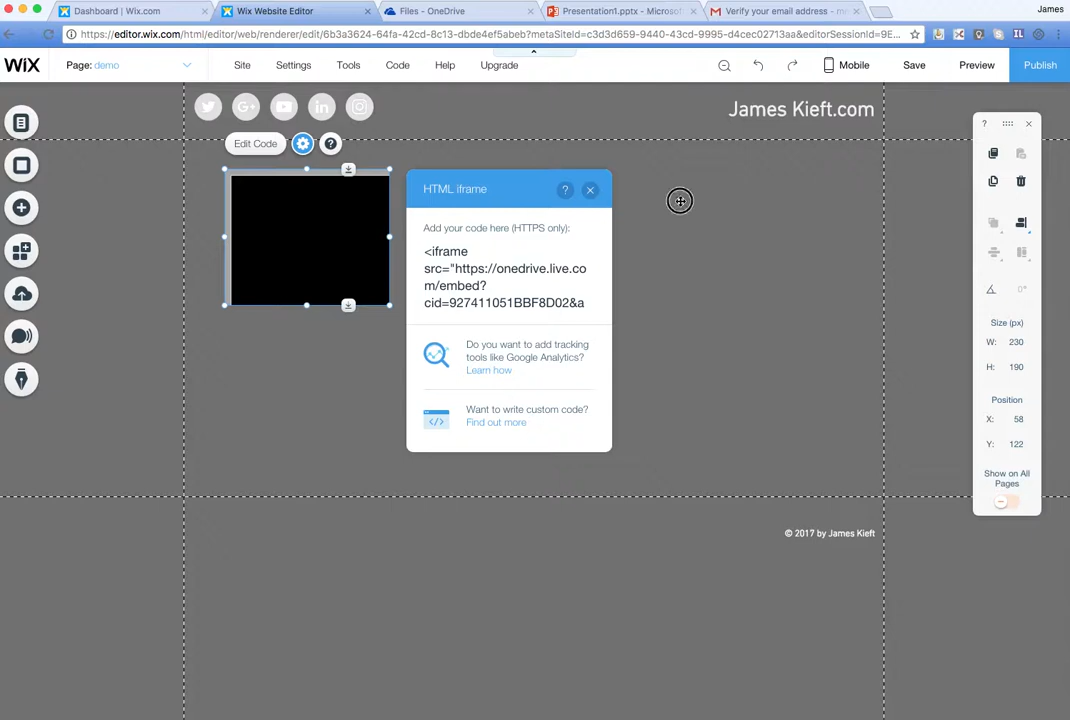 James
Dashboard | Wix.com
Wix Website Editor
Files - OneDrive
Presentation1.pptx - Microsof
Verify your email address - m
https://editor.wix.com/html/editor/web/renderer/edit/6b3a3624-64fa-42cd-8c13-dbde4ef5abeb?metaSiteId=c3d3d659-9440-43cd-9995-d4cec02713aa&editorSessionId=9E...
WiX
Page: demo
Site
Settings
Tools
Code
Help
Upgrade
Mobile
Save
Preview
Publish
James Kieft.com
Edit Code
HTML iframe
Add your code here (HTTPS only):
<iframe
src="https://onedrive.live.co
m/embed?
cid=927411051BBF8D02&a
Do you want to add tracking
tools like Google Analytics?
Learn how
Want to write custom code?
Find out more
0°
Size (px)
W: 230
H: 190
Position
X: 58
Y: 122
Show on All
Pages
© 2017 by James Kieft